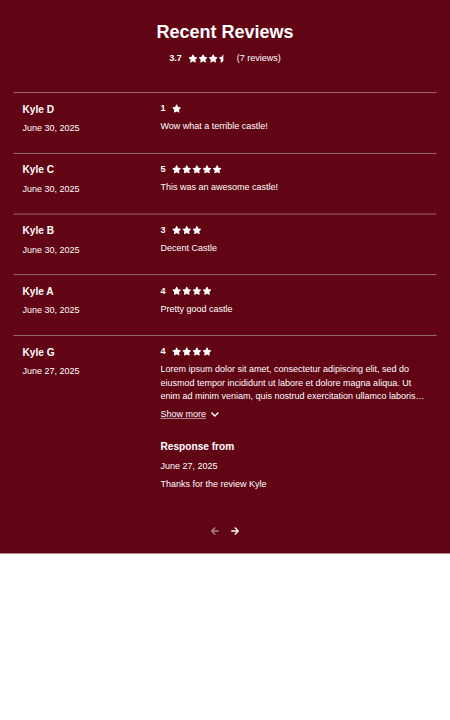 Recent Reviews
3.7 (7 reviews)
Kyle D
June 30, 2025
1
Wow what a terrible castle!
Kyle C
June 30, 2025
5
This was an awesome castle!
Kyle B
June 30, 2025
3
Decent Castle
Kyle A
June 30, 2025
4
Pretty good castle
Kyle G
June 27, 2025
4
Lorem ipsum dolor sit amet, consectetur adipiscing elit, sed do
eiusmod tempor incididunt ut labore et dolore magna aliqua. Ut
enim ad minim veniam, quis nostrud exercitation ullamco laboris…
Show more
Response from
June 27, 2025
Thanks for the review Kyle